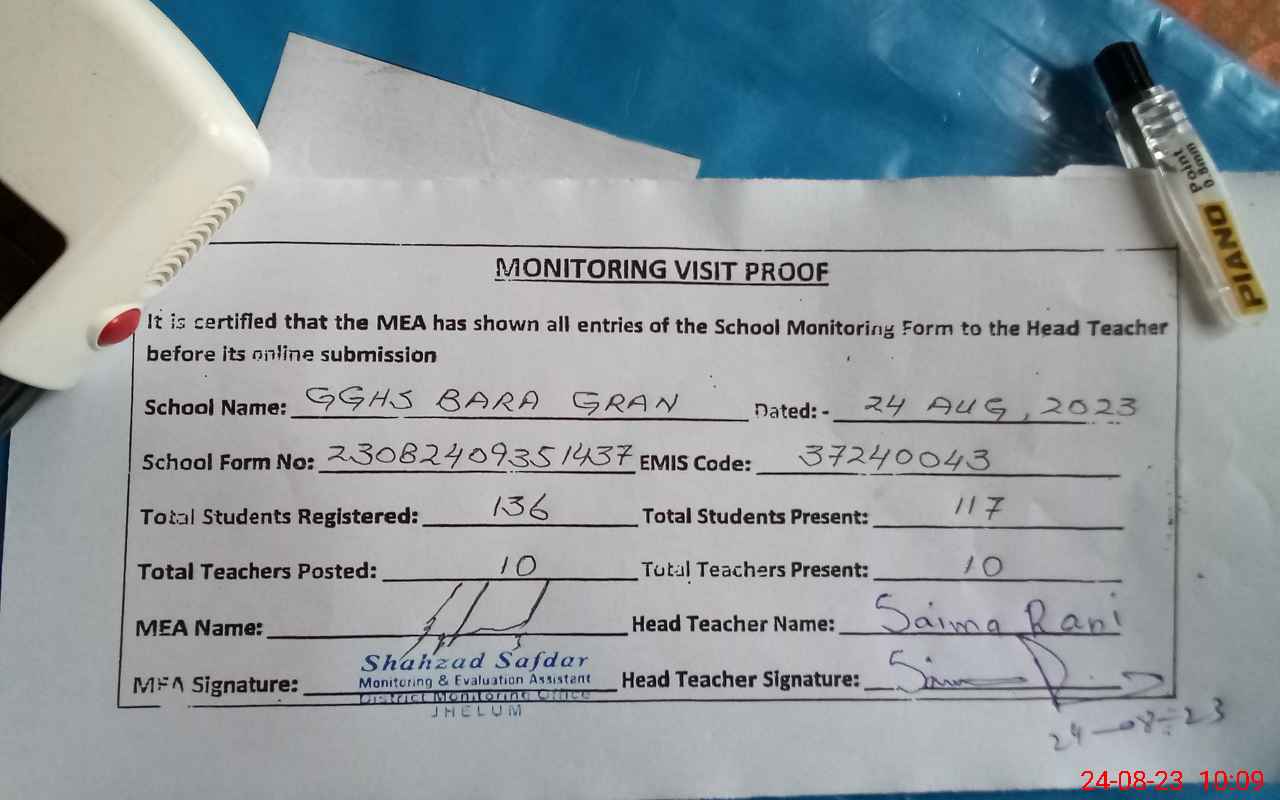 MONITORING VISIT PROOF
It is certified that the MEA has shown all entries of the School Monitoring Form to the Head Teacher
before its online submission
School Name: GGHS BARA GRAN Dated: - 24 AUG, 2023
School Form No: 23082409351437 EMIS Code: 37240043
Total Students Registered: 136 Total Students Present: 117
Total Teachers Posted: 10 Total Teachers Present: 10
MEA Name: Head Teacher Name: Saima Rani
Shahzad Safdar
Monitoring & Evaluation Assistant
MEA Signature: Head Teacher Signature:
District Monitoring Office
JHELUM
24-08-23
24-08-23 10:09
PIANO
Point
0.8mm